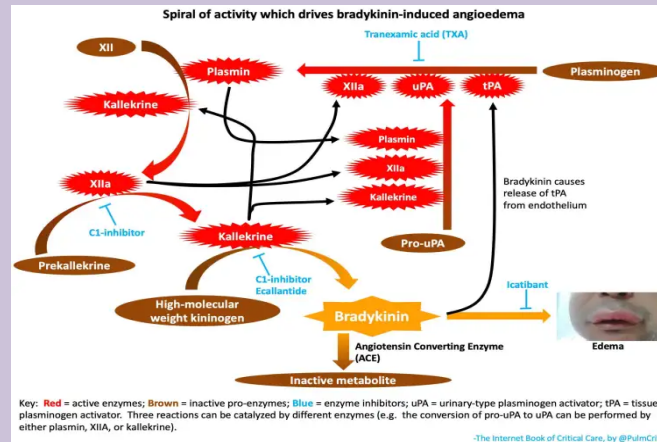 Spiral of activity which drives bradykinin-induced angioedema
Tranexamic acid (TXA)
XII
Plasmin
XIIa
uPA
tPA
Plasminogen
Kallekrine
Plasmin
XIIa
XIIa
Kallekrine
Bradykinin causes
release of tPA
from endothelium
C1-inhibitor
Kallekrine
Pro-uPA
Prekallekrine
C1-inhibitor
Ecallantide
Icatibant
High-molecular
weight kininogen
Bradykinin
Edema
Angiotensin Converting Enzyme
(ACE)
Inactive metabolite
Key: Red = active enzymes; Brown = inactive pro-enzymes; Blue = enzyme inhibitors; uPA = urinary-type plasminogen activator; tPA = tissue
plasminogen activator. Three reactions can be catalyzed by different enzymes (e.g. the conversion of pro-uPA to uPA can be performed by
either plasmin, XIIA, or kallekrine).
-The Internet Book of Critical Care, by @PulmCri